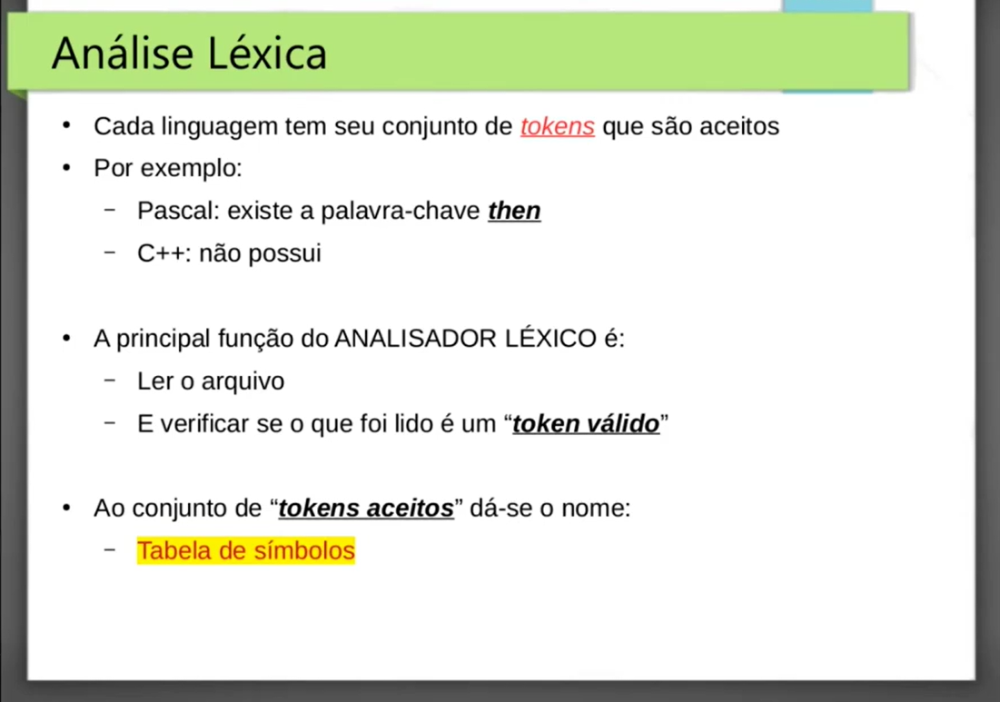 Análise Léxica
• Cada linguagem tem seu conjunto de tokens que são aceitos
• Por exemplo:
– Pascal: existe a palavra-chave then
– C++: não possui
• A principal função do ANALISADOR LÉXICO é:
– Ler o arquivo
– E verificar se o que foi lido é um “token válido”
• Ao conjunto de “tokens aceitos” dá-se o nome:
– Tabela de símbolos